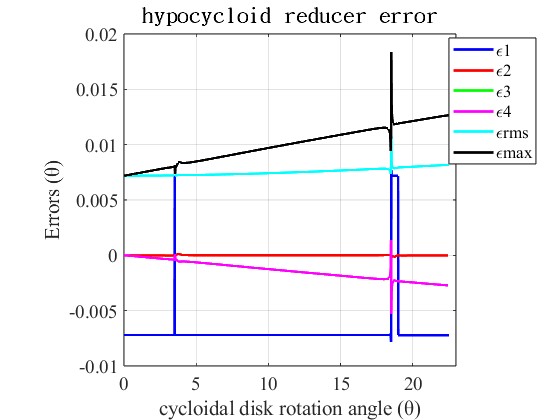 hypocycloid reducer error
0.02
0.015
0.01
0.005
0
-0.005
-0.01
Errors (θ)
0
5
10
15
20
cycloidal disk rotation angle (θ)
ϵ1
ϵ2
ϵ3
ϵ4
ϵrms
ϵmax